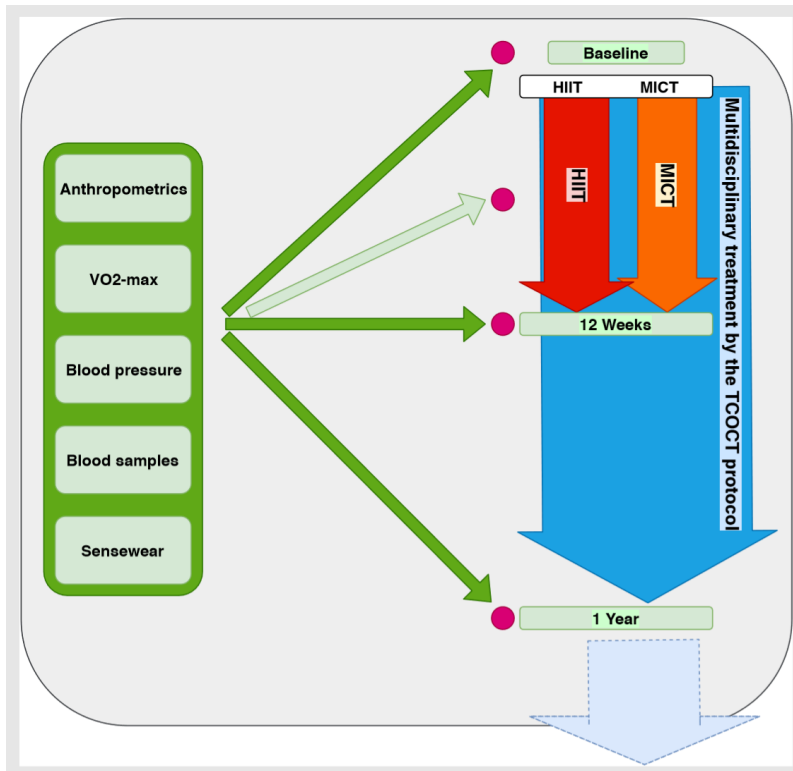 Baseline
HIIT MICT
Anthropometrics
VO2-max
Blood pressure
Blood samples
Sensewear
HIIT
MICT
Multidisciplinary treatment by the TCOCT protocol
12 Weeks
1 Year